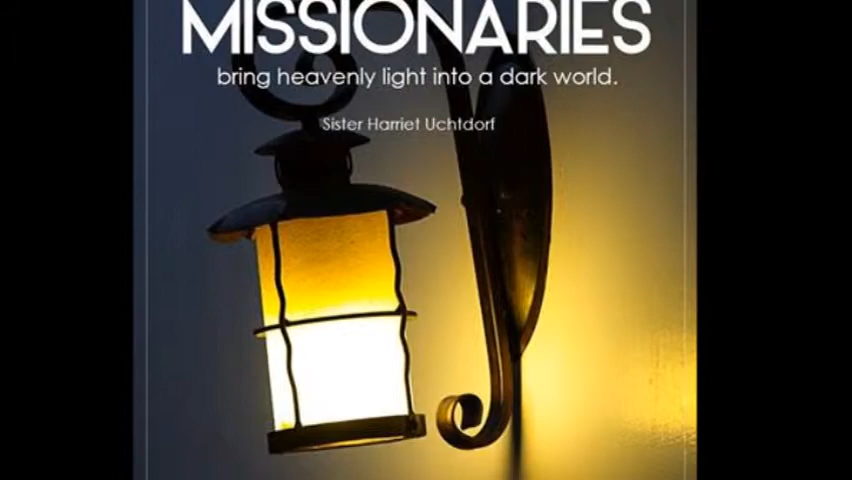 MISSIONARIES
bring heavenly light into a dark world.
Sister Harriet Uchtdorf